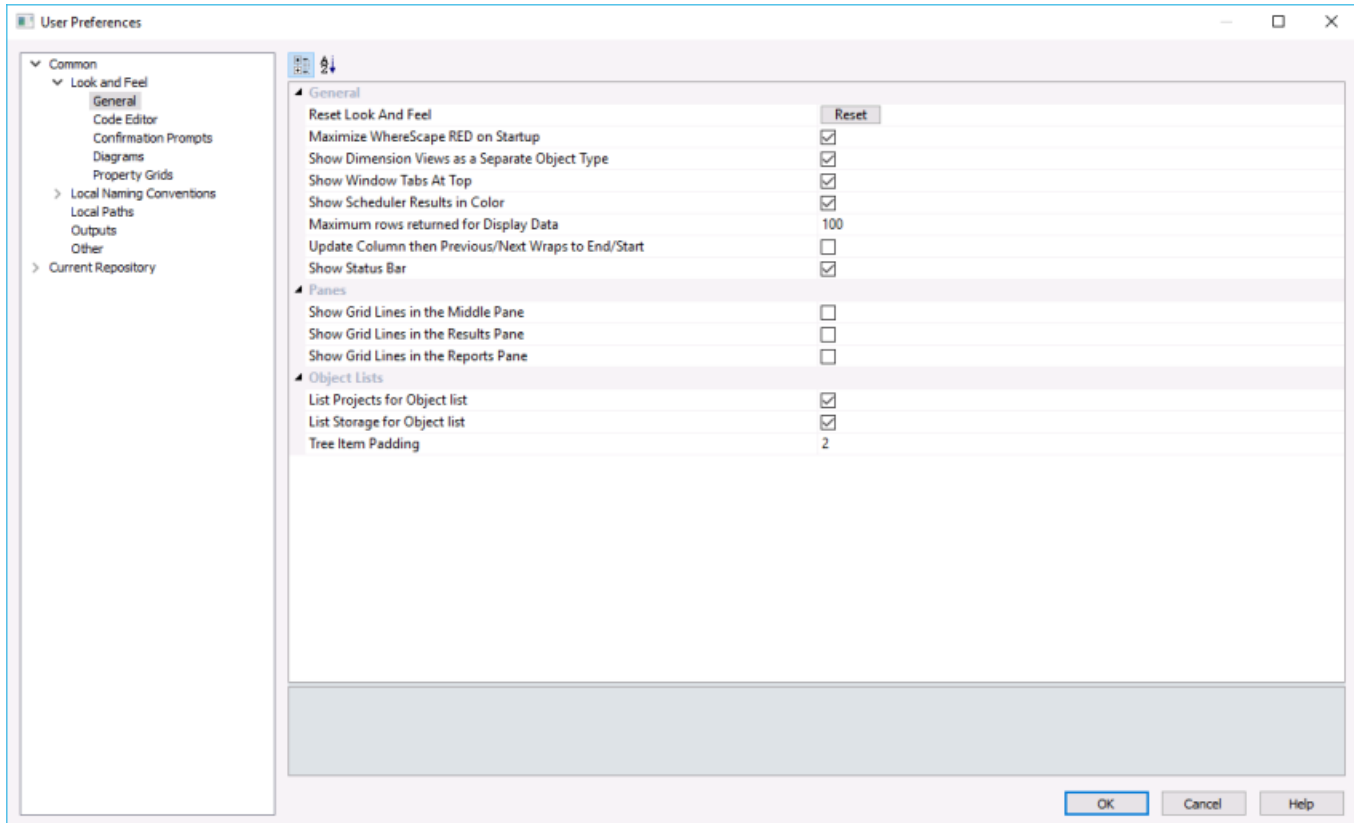 User Preferences
Common
Look and Feel
General
Code Editor
Confirmation Prompts
Diagrams
Property Grids
Local Naming Conventions
Local Paths
Outputs
Other
Current Repository
General
Reset Look And Feel Reset
Maximize WhereScape RED on Startup
Show Dimension Views as a Separate Object Type
Show Window Tabs At Top
Show Scheduler Results in Color
Maximum rows returned for Display Data 100
Update Column then Previous/Next Wraps to End/Start
Show Status Bar
Panes
Show Grid Lines in the Middle Pane
Show Grid Lines in the Results Pane
Show Grid Lines in the Reports Pane
Object Lists
List Projects for Object list
List Storage for Object list
Tree Item Padding 2
OK Cancel Help